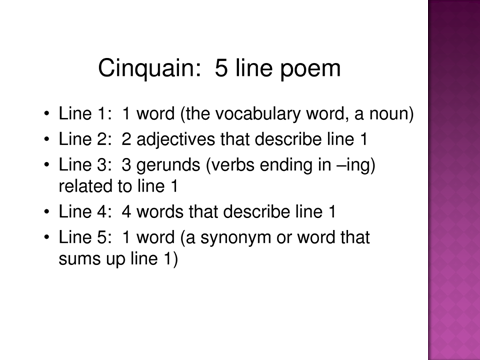 Cinquain:  5 line poem
• Line 1:  1 word (the vocabulary word, a noun)
• Line 2:  2 adjectives that describe line 1
• Line 3:  3 gerunds (verbs ending in –ing)
related to line 1
• Line 4:  4 words that describe line 1
• Line 5:  1 word (a synonym or word that
sums up line 1)